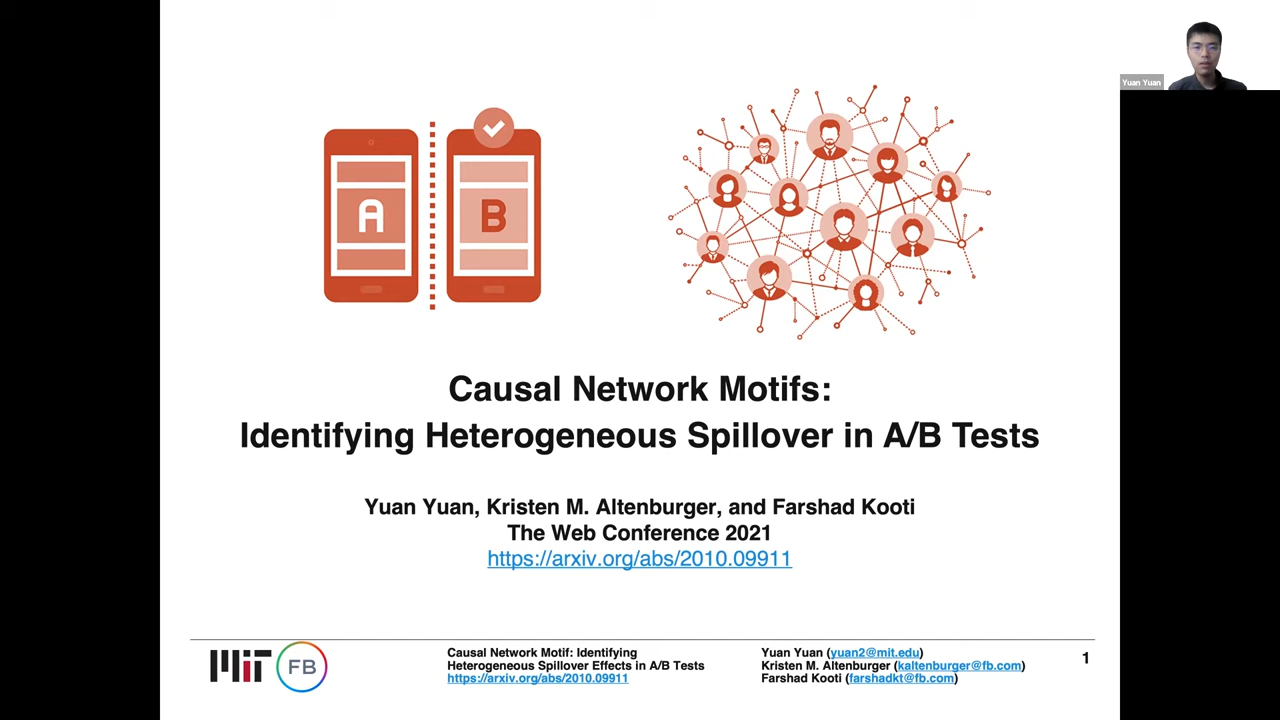 Yuan Yuan
A
B
Causal Network Motifs:
Identifying Heterogeneous Spillover in A/B Tests
Yuan Yuan, Kristen M. Altenburger, and Farshad Kooti
The Web Conference 2021
https://arxiv.org/abs/2010.09911
MIT
FB
Causal Network Motif: Identifying
Heterogeneous Spillover Effects in A/B Tests
https://arxiv.org/abs/2010.09911
Yuan Yuan (yuan2@mit.edu)
Kristen M. Altenburger (kaltenburger@fb.com)
Farshad Kooti (farshadkt@fb.com)
1